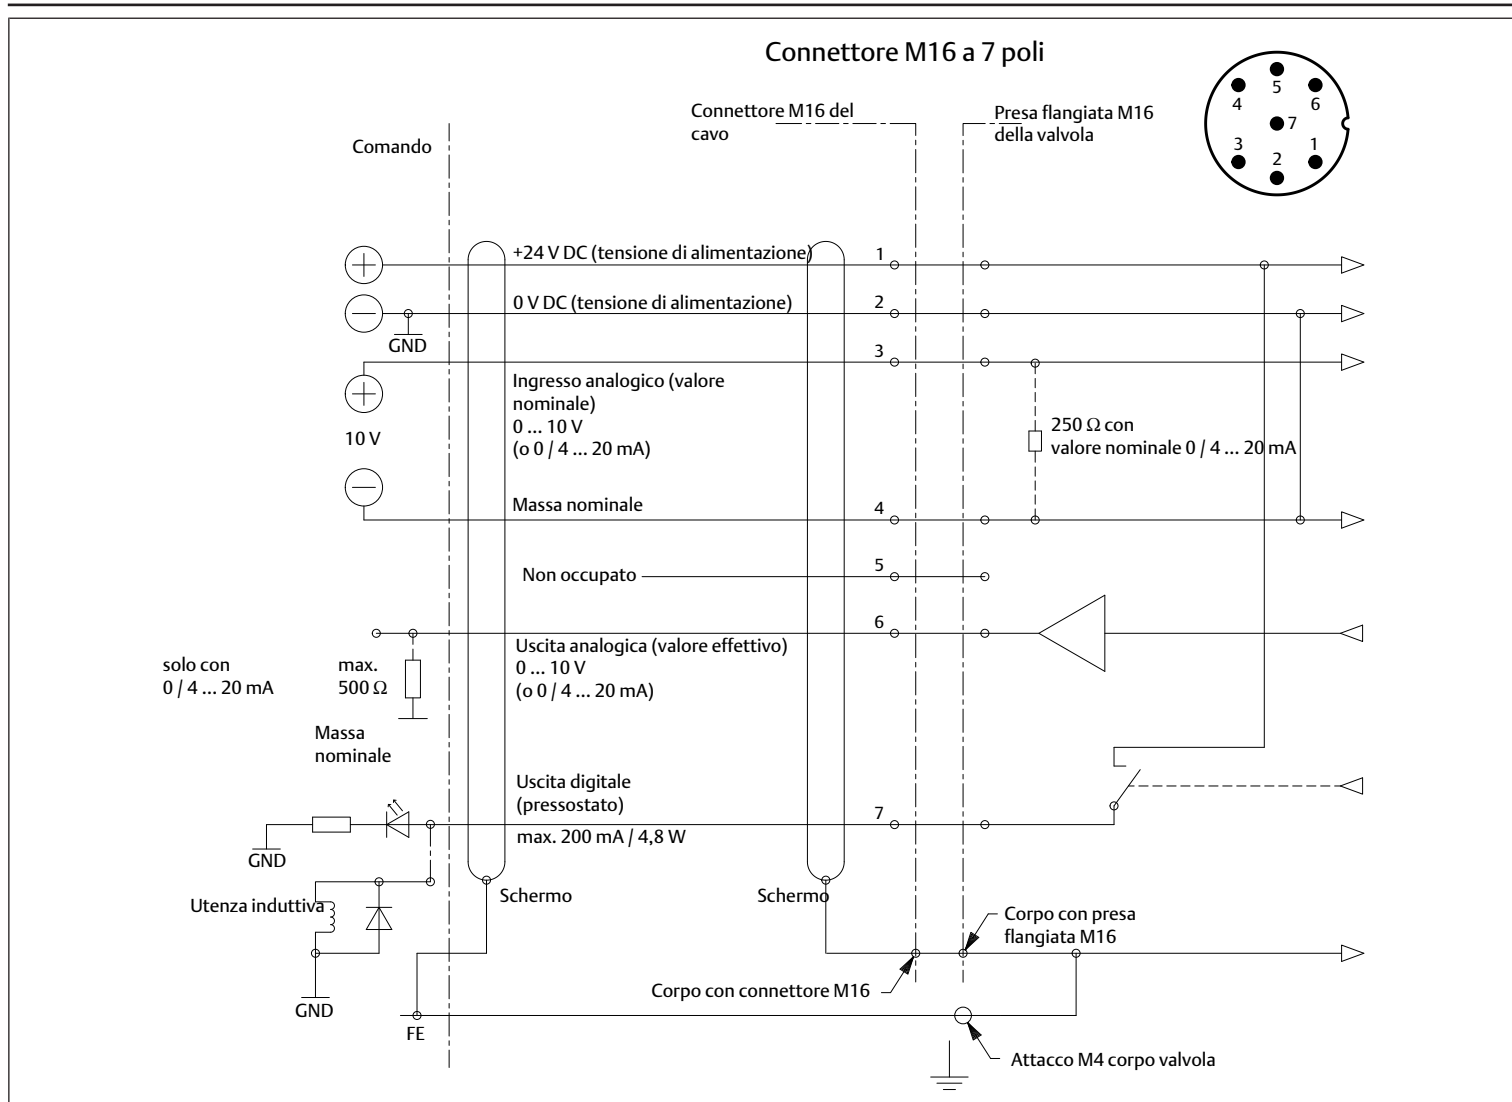 Connettore M16 a 7 poli
5
4
6
7
3
1
2
Connettore M16 del
cavo
Presa flangiata M16
della valvola
Comando
+24 V DC (tensione di alimentazione)
1
0 V DC (tensione di alimentazione)
2
GND
3
Ingresso analogico (valore
nominale)
0 ... 10 V
(o 0 / 4 ... 20 mA)
10 V
250 Ω con
valore nominale 0 / 4 ... 20 mA
Massa nominale
4
Non occupato
5
6
Uscita analogica (valore effettivo)
0 ... 10 V
(o 0 / 4 ... 20 mA)
solo con
0 / 4 ... 20 mA
max.
500 Ω
Massa
nominale
Uscita digitale
(pressostato)
7
max. 200 mA / 4,8 W
GND
Utenza induttiva
Schermo
Schermo
Corpo con presa
flangiata M16
Corpo con connettore M16
GND
FE
Attacco M4 corpo valvola